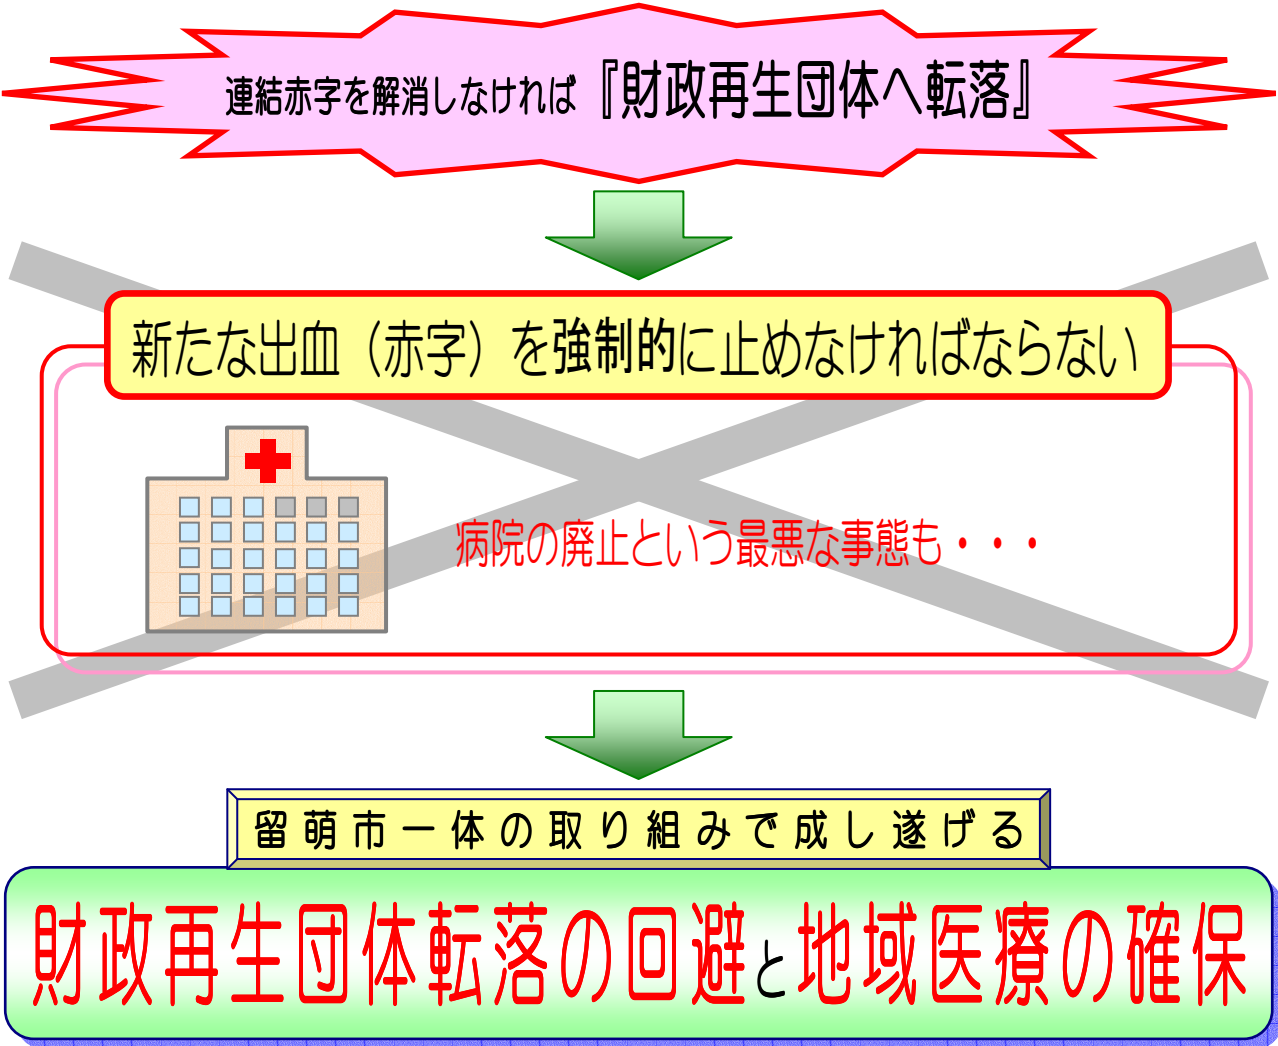 連結赤字を解消しなければ『財政再生団体へ転落』
新たな出血（赤字）を強制的に止めなければならない
病院の廃止という最悪な事態も・・・
留萌市一体の取り組みで成し遂げる
財政再生団体転落の回避と地域医療の確保